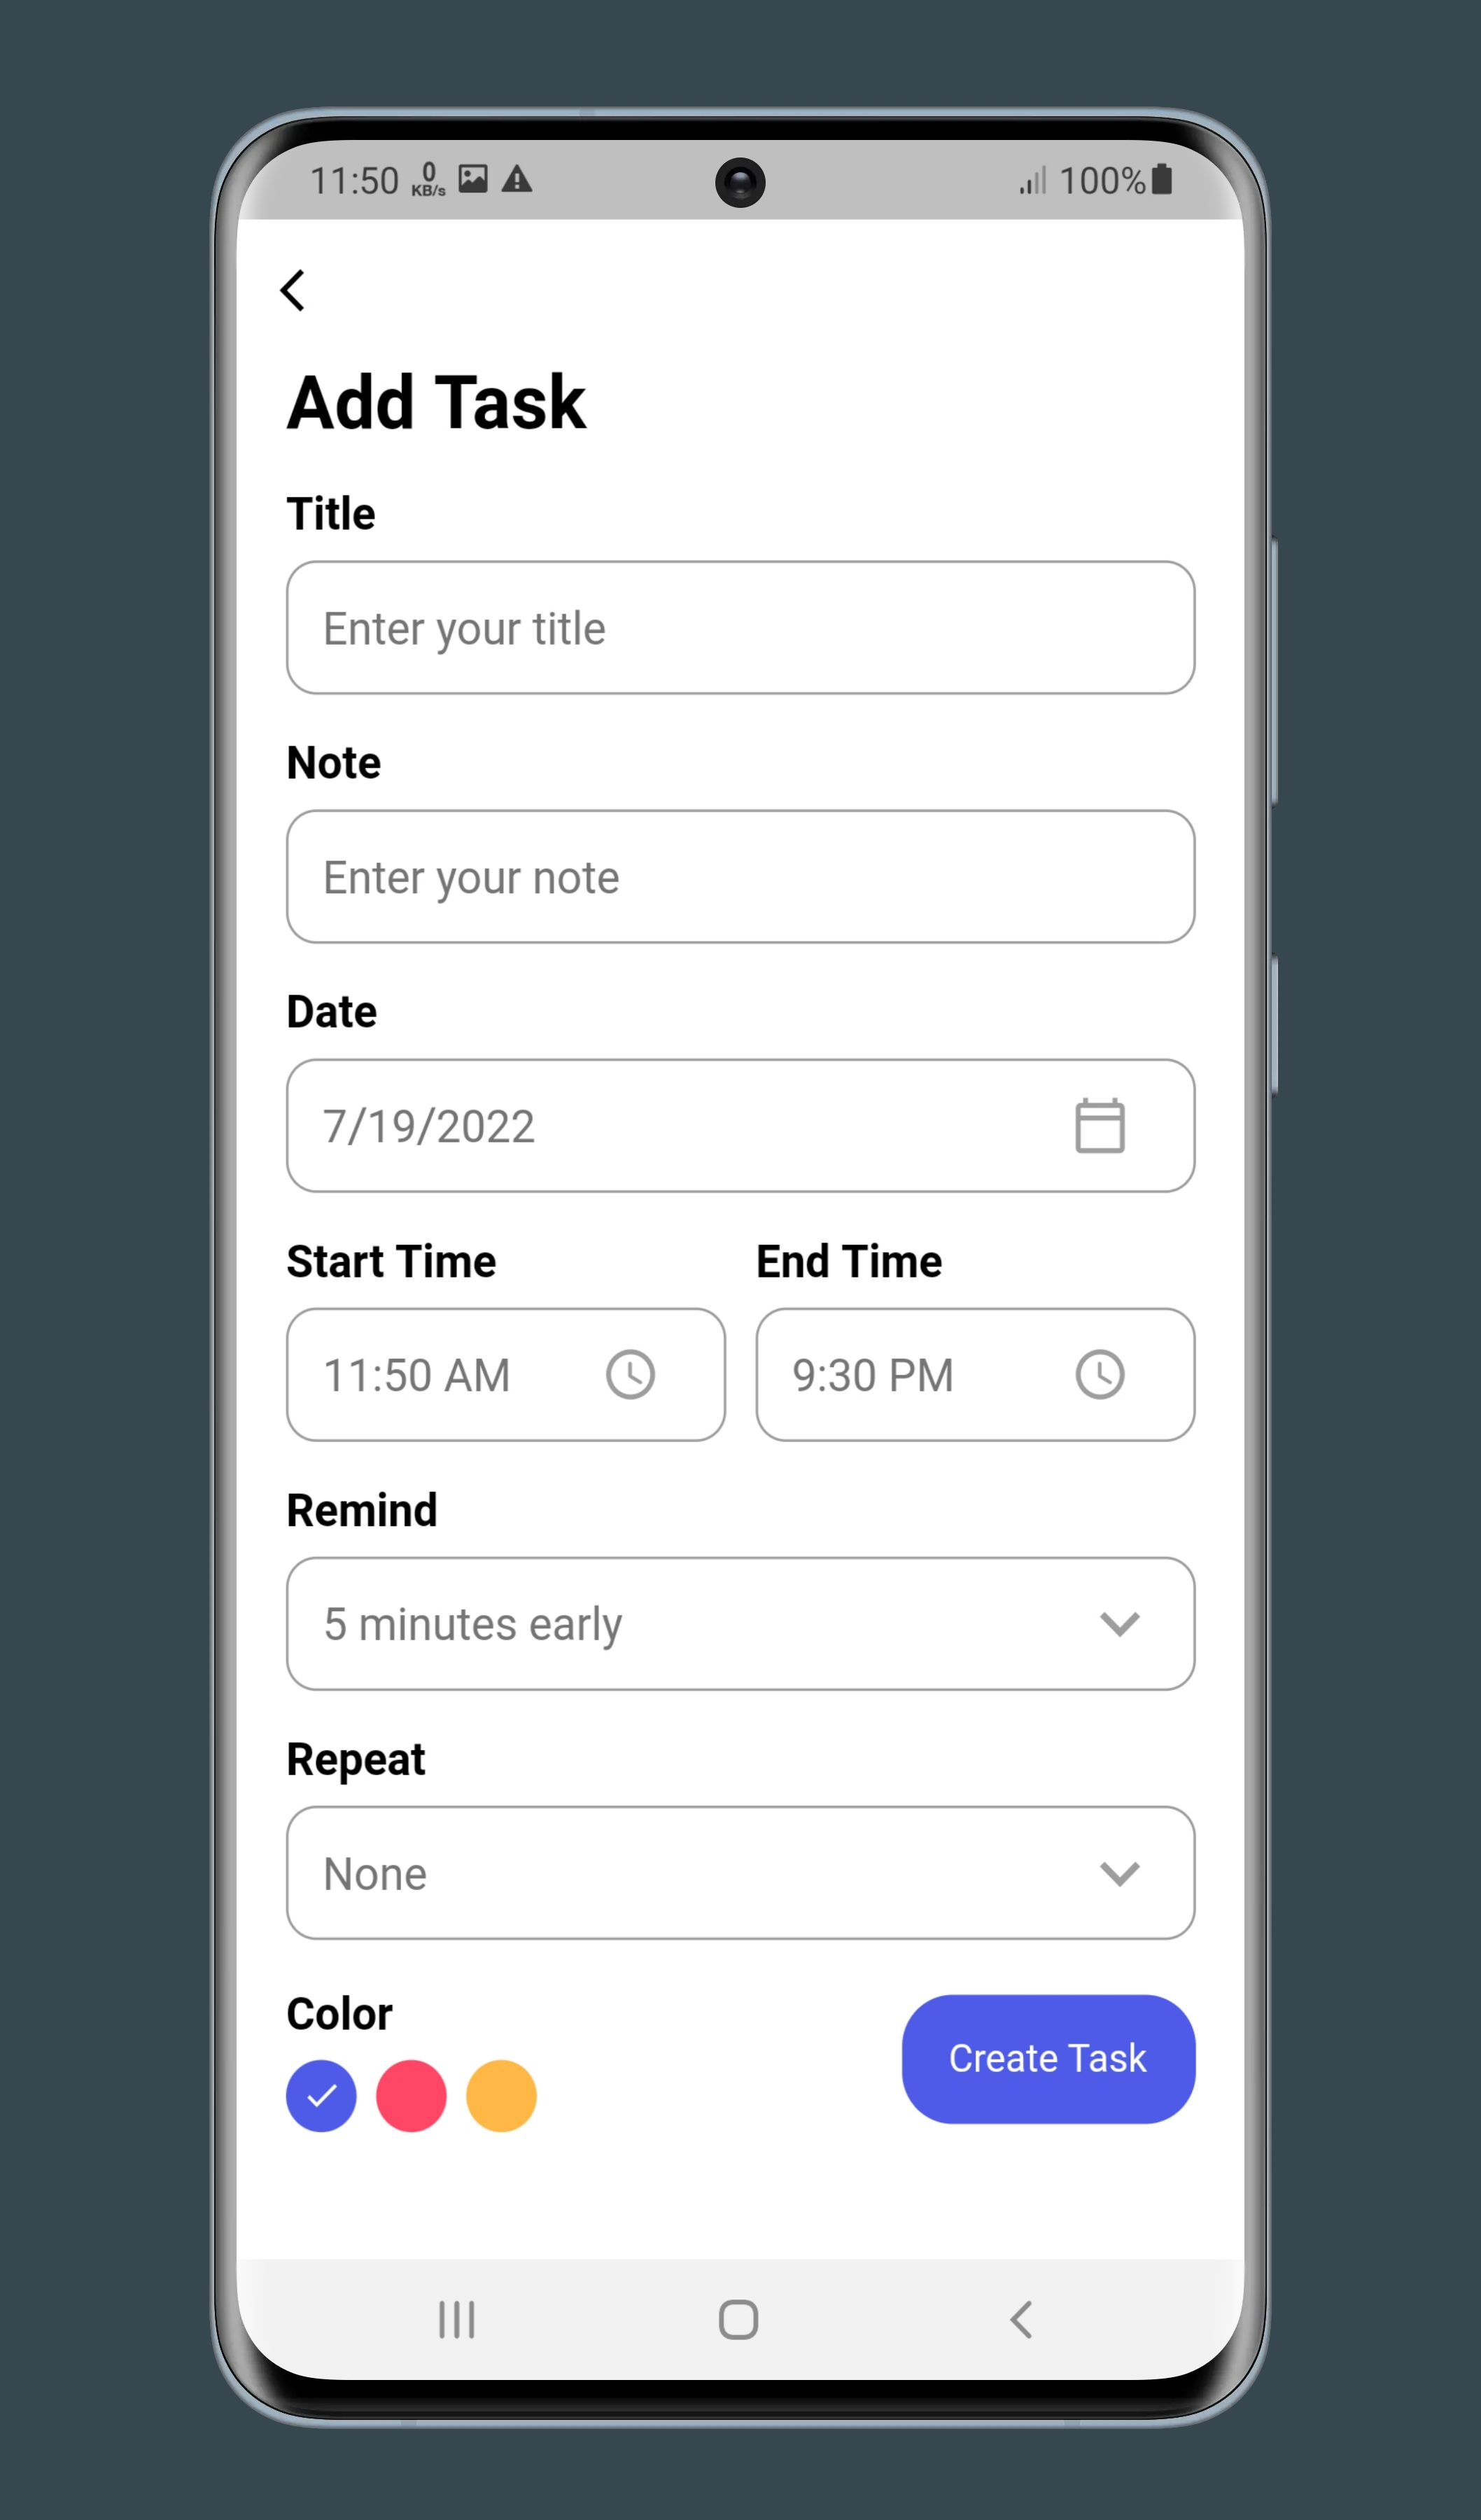 11:50 0 KB/s 100%
Add Task
Title
Enter your title
Note
Enter your note
Date
7/19/2022
Start Time End Time
11:50 AM 9:30 PM
Remind
5 minutes early
Repeat
None
Color
Create Task